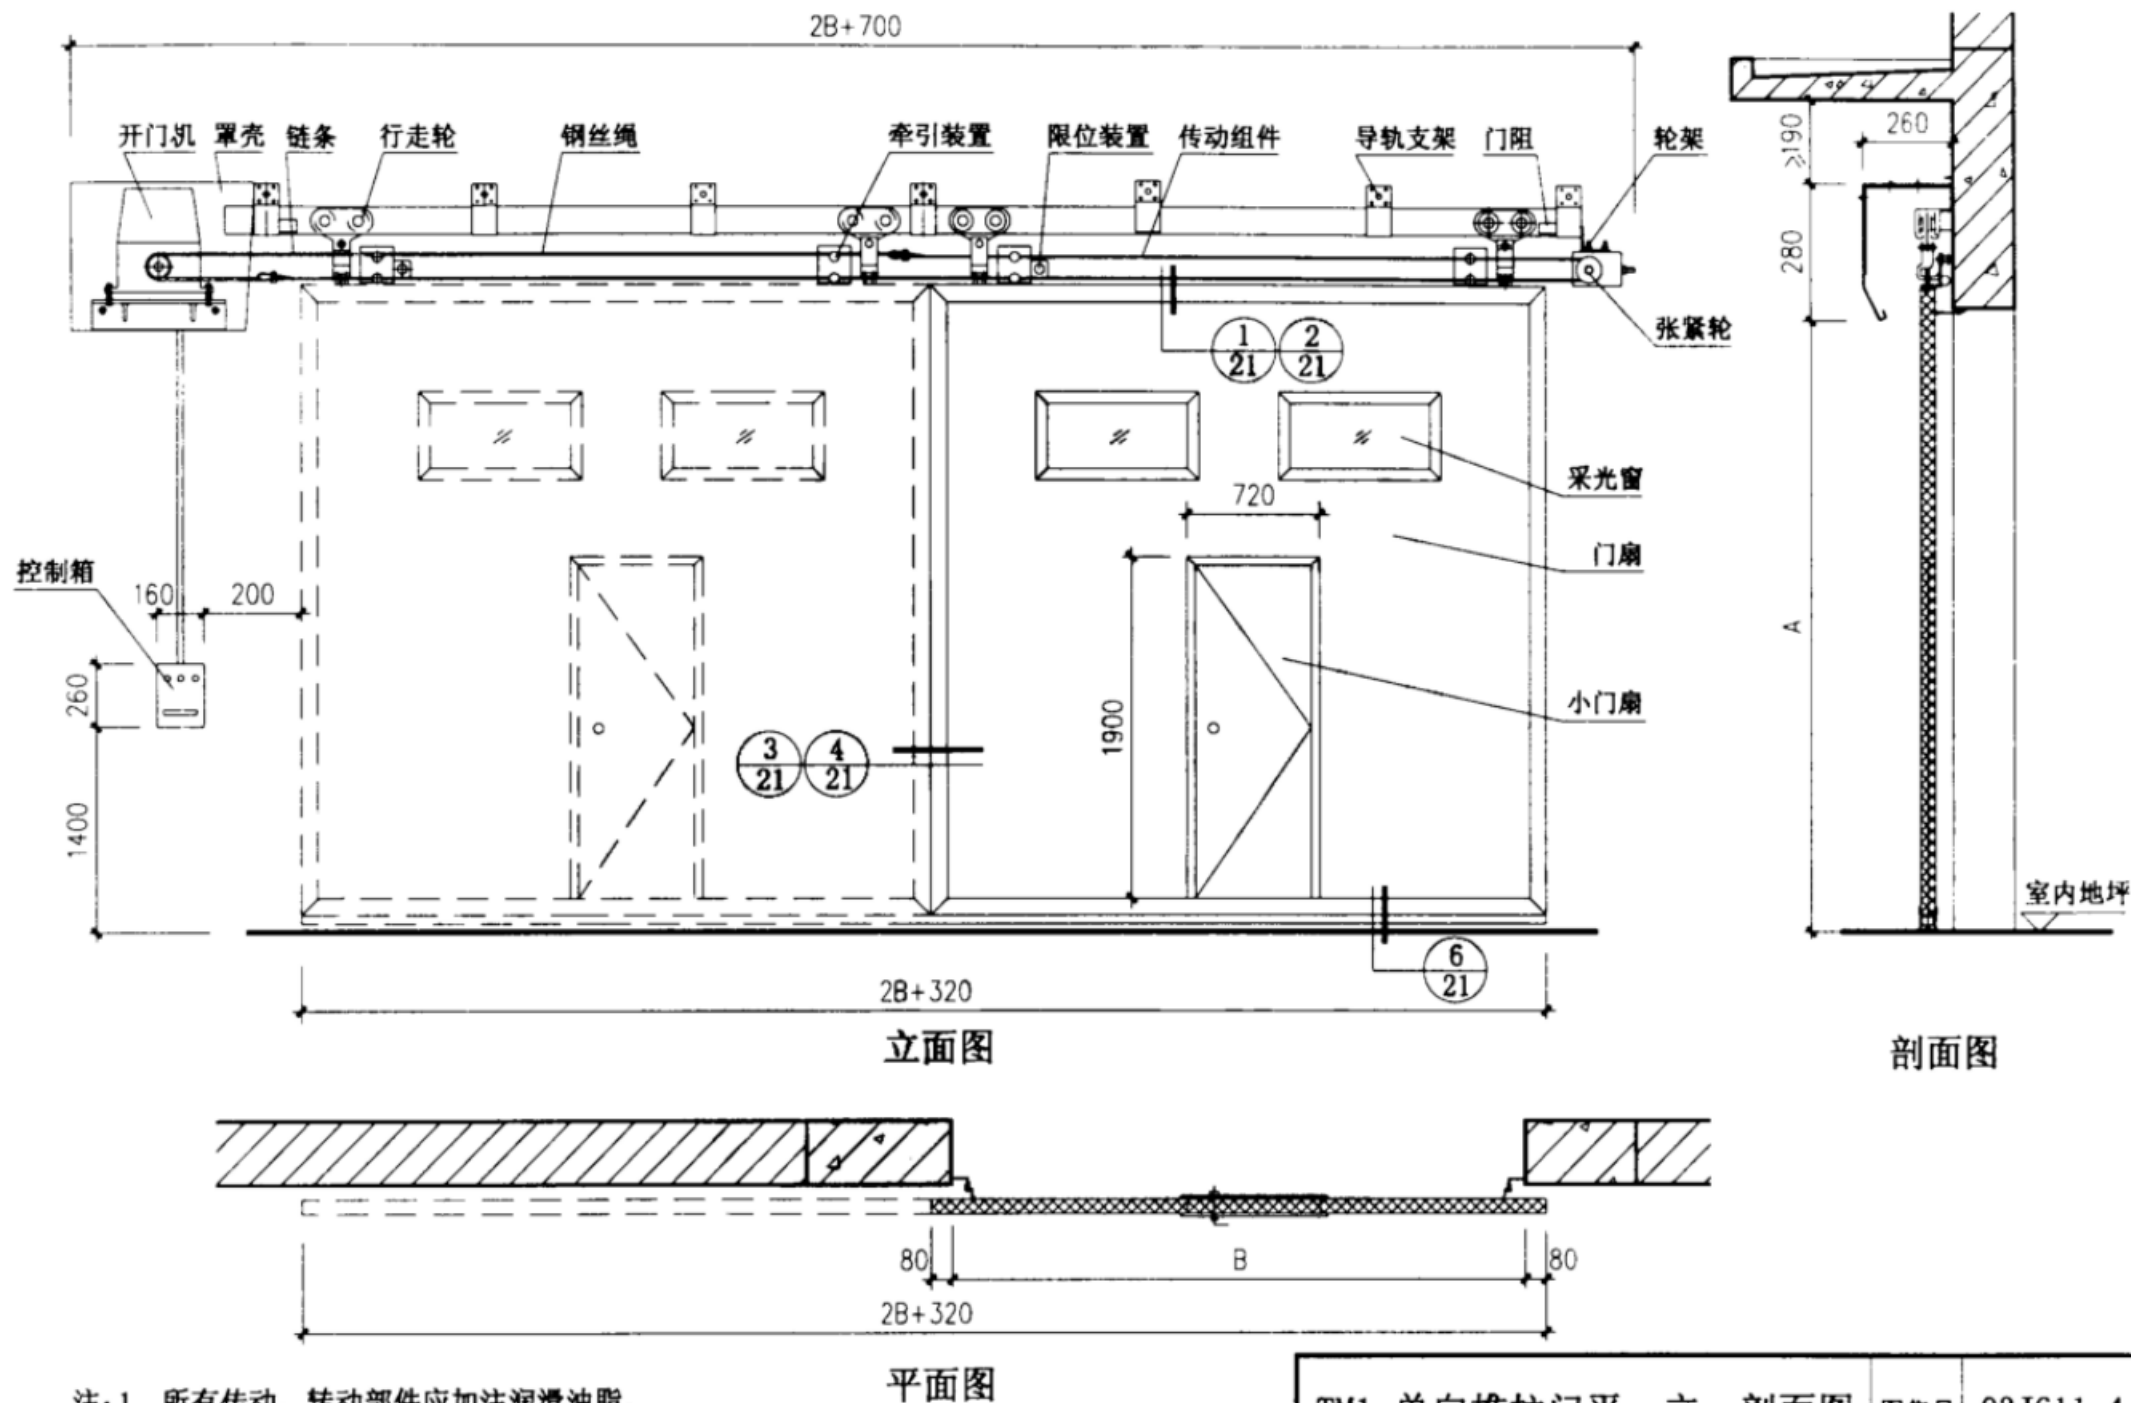 2B+700
开门机 罩壳 链条 行走轮 钢丝绳 牵引装置 限位装置 传动组件 导轨支架 门阻 轮架
≥190
260
280
张紧轮
1
21
2
21
采光窗
720
门扇
控制箱
160
200
A
260
小门扇
1900
3
21
4
21
1400
室内地坪
6
21
2B+320
立面图
剖面图
80
B
80
2B+320
平面图